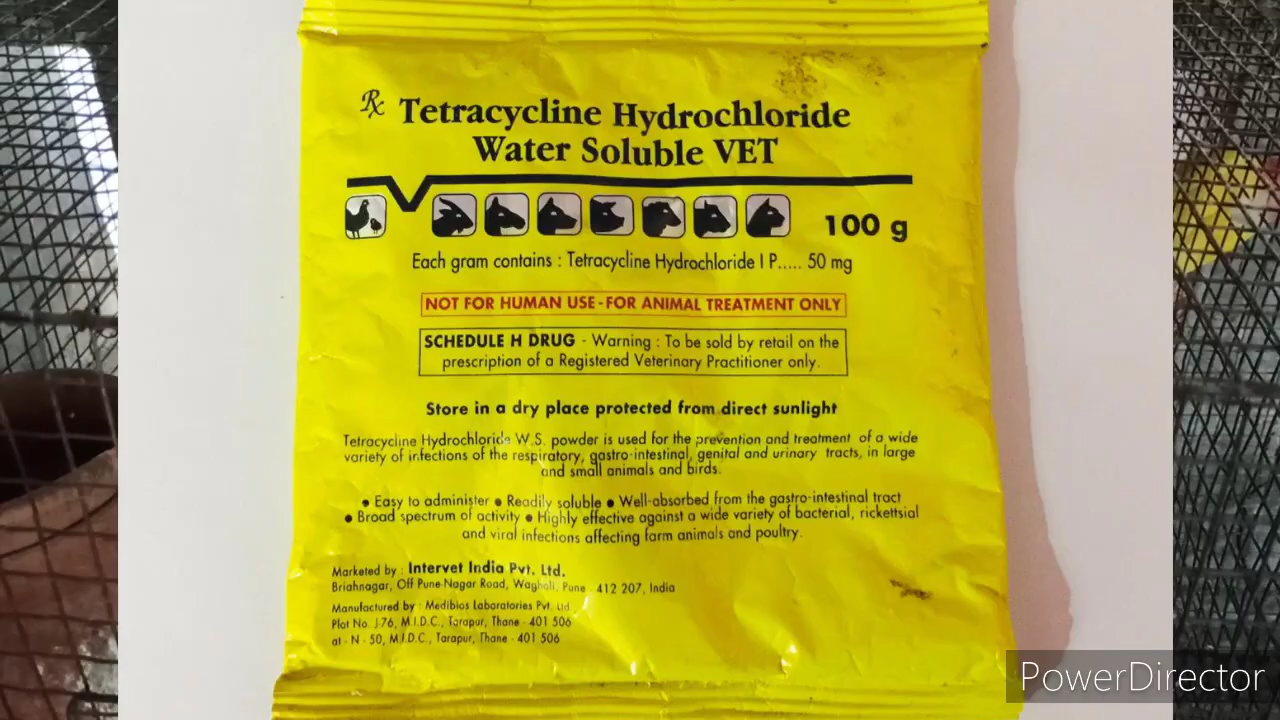 Rx Tetracycline Hydrochloride
Water Soluble VET
100 g
Each gram contains : Tetracycline Hydrochloride I P..... 50 mg
NOT FOR HUMAN USE - FOR ANIMAL TREATMENT ONLY
SCHEDULE H DRUG - Warning : To be sold by retail on the
prescription of a Registered Veterinary Practitioner only.
Store in a dry place protected from direct sunlight
Tetracycline Hydrochloride W.S. powder is used for the prevention and treatment of a wide
variety of infections of the respiratory, gastro-intestinal, genital and urinary tracts, in large
and small animals and birds.
• Easy to administer • Readily soluble • Well-absorbed from the gastro-intestinal tract
• Broad spectrum of activity • Highly effective against a wide variety of bacterial, rickettsial
and viral infections affecting farm animals and poultry.
Marketed by : Intervet India Pvt. Ltd.
Briahnagar, Off Pune-Nagar Road, Wagholi, Pune - 412 207, India
Manufactured by : Medibios Laboratories Pvt. Ltd
Plot No. J-76, M.I.D.C., Tarapur, Thane - 401 506
at - N - 50, M.I.D.C., Tarapur, Thane - 401 506
PowerDirector